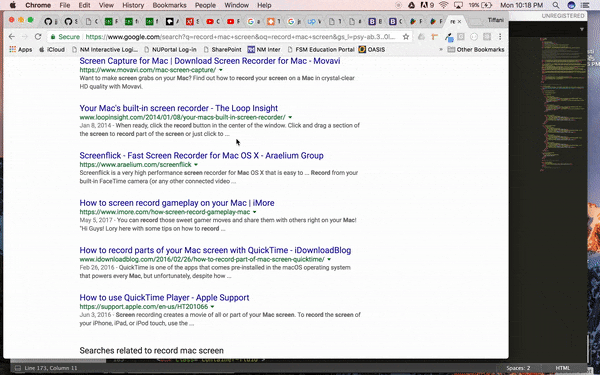 Chrome File Edit View History Bookmarks People Window Help 19% Mon 10:18 PM
Tiffani
UNREGISTERED
https://www.google.com/search?q=record+mac+screen&oq=record+mac+screen&gs_l=psy-ab.3..0l
Apps iCloud NM Interactive Logi... NUPortal Log-in SharePoint NM Inter FSM Education Portal OASIS Other Bookmarks
Screen Capture for Mac | Download Screen Recorder for Mac - Movavi
https://www.movavi.com/mac-screen-capture/
Want to make screen grabs on your Mac? Find out how to record your screen on a Mac in crystal-clear
HD quality with Movavi.
Your Mac's built-in screen recorder - The Loop Insight
www.loopinsight.com/2014/01/08/your-macs-built-in-screen-recorder/
Jan 8, 2014 - When ready, click the record button in the center of the window. Click and drag a section of
the screen to record part of the screen or just click to ...
Screenflick - Fast Screen Recorder for Mac OS X - Araelium Group
https://www.araelium.com/screenflick
Screenflick is a very high performance screen recorder for Mac OS X that is easy to ... Record from your
built-in FaceTime camera (or any other connected video ...
How to screen record gameplay on your Mac | iMore
https://www.imore.com/how-screen-record-gameplay-mac
May 5, 2017 - You can record those sweet gamer moves and share them with others right on your Mac!
"Hi Guys! Lory here with some tips on how to record ...
How to record parts of your Mac screen with QuickTime - iDownloadBlog
www.idownloadblog.com/2016/02/26/how-to-record-part-of-mac-screen-quicktime/
Feb 26, 2016 - QuickTime is one of the apps that comes pre-installed in the macOS operating system
that powers every Mac, but unfortunately, despite how ...
How to use QuickTime Player - Apple Support
https://support.apple.com/en-us/HT201066
Jun 3, 2016 - Screen recording creates a movie of all or part of your Mac screen. To record the screen of
your iPhone, iPad, or iPod touch, use the ...
Searches related to record mac screen
Line 173, Column 11 Spaces: 2 HTML